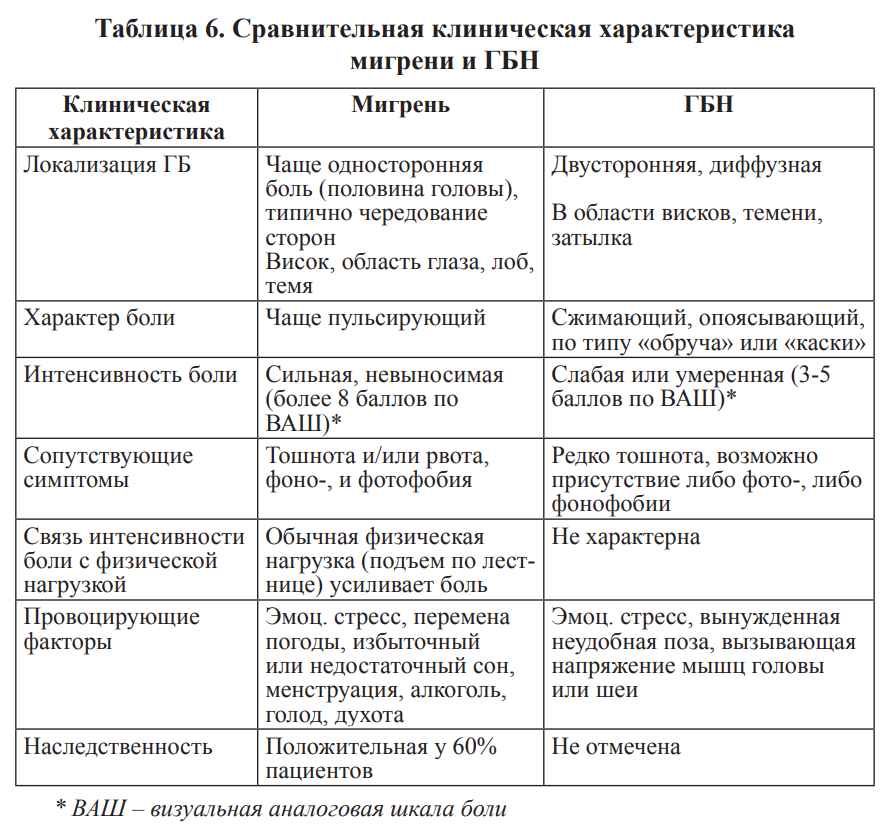 Таблица 6. Сравнительная клиническая характеристика
мигрени и ГБН
Клиническая
характеристика
Мигрень
ГБН
Локализация ГБ
Чаще односторонняя
боль (половина головы),
типично чередование
сторон
Висок, область глаза, лоб,
темя
Двусторонняя, диффузная
В области висков, темени,
затылка
Характер боли
Чаще пульсирующий
Сжимающий, опоясывающий,
по типу «обруча» или «каски»
Интенсивность боли
Сильная, невыносимая
(более 8 баллов по
ВАШ)*
Слабая или умеренная (3-5
баллов по ВАШ)*
Сопутствующие
симптомы
Тошнота и/или рвота,
фоно-, и фотофобия
Редко тошнота, возможно
присутствие либо фото-, либо
фонофобии
Связь интенсивности
боли с физической
нагрузкой
Обычная физическая
нагрузка (подъем по лест-
нице) усиливает боль
Не характерна
Провоцирующие
факторы
Эмоц. стресс, перемена
погоды, избыточный
или недостаточный сон,
менструация, алкоголь,
голод, духота
Эмоц. стресс, вынужденная
неудобная поза, вызывающая
напряжение мышц головы
или шеи
Наследственность
Положительная у 60%
пациентов
Не отмечена
* ВАШ – визуальная аналоговая шкала боли